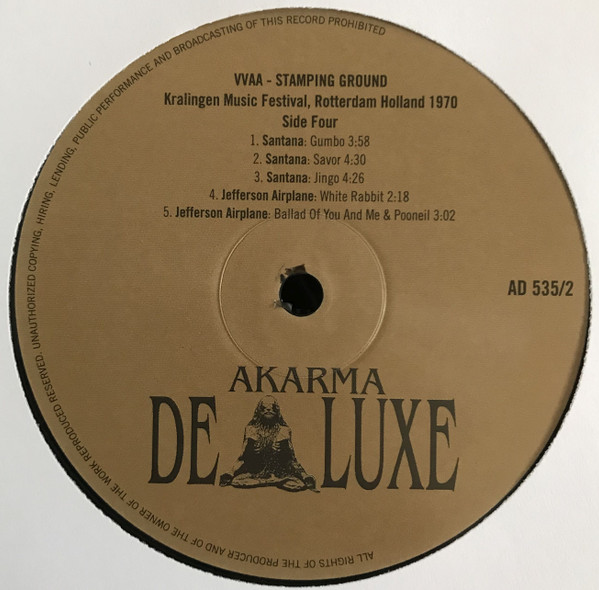 VVAA - STAMPING GROUND
Kralingen Music Festival, Rotterdam Holland 1970
Side Four
1. Santana: Gumbo 3:58
2. Santana: Savor 4:30
3. Santana: Jingo 4:26
4. Jefferson Airplane: White Rabbit 2:18
5. Jefferson Airplane: Ballad Of You And Me & Pooneil 3:02
AD 535/2
AKARMA
DE LUXE
ALL RIGHTS OF THE PRODUCER AND OF THE OWNER OF THE WORK REPRODUCED RESERVED. UNAUTHORIZED COPYING, HIRING, LENDING, PUBLIC PERFORMANCE AND BROADCASTING OF THIS RECORD PROHIBITED